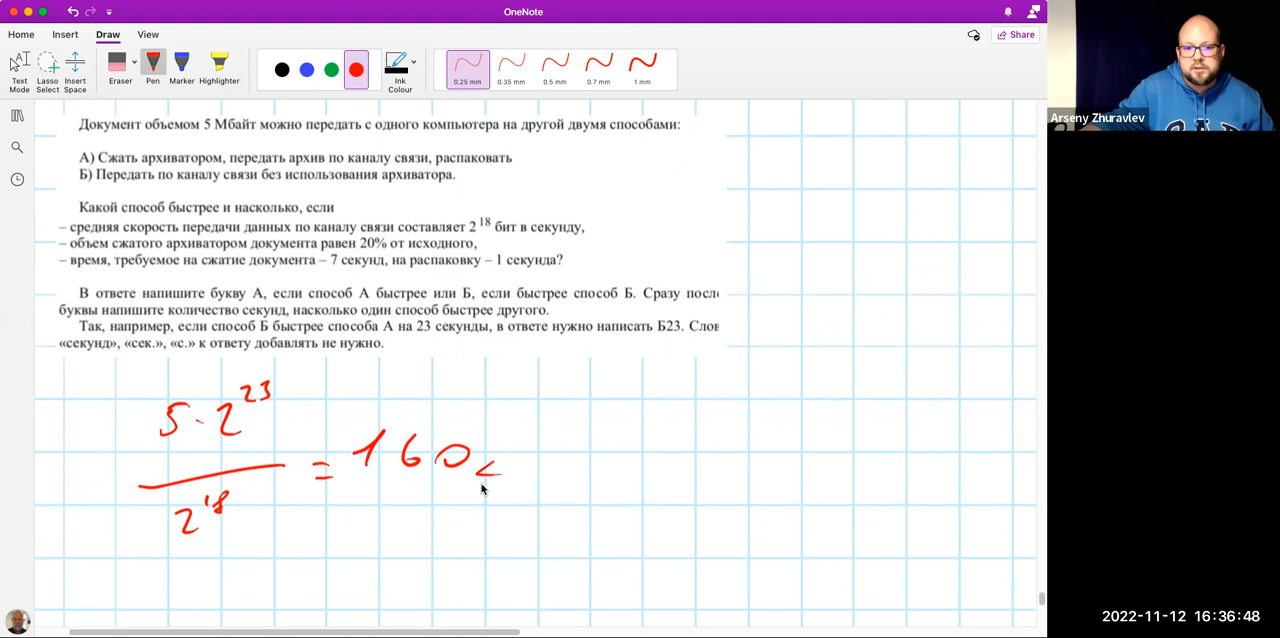 OneNote
Home Insert Draw View
Share
Text Mode
Lasso Select
Insert Space
Eraser
Pen
Marker
Highlighter
Ink Colour
0.25 mm
0.35 mm
0.5 mm
0.7 mm
1 mm
Arseny Zhuravlev
Документ объемом 5 Мбайт можно передать с одного компьютера на другой двумя способами:
А) Сжать архиватором, передать архив по каналу связи, распаковать
Б) Передать по каналу связи без использования архиватора.
Какой способ быстрее и насколько, если
– средняя скорость передачи данных по каналу связи составляет 2^18 бит в секунду,
– объем сжатого архиватором документа равен 20% от исходного,
– время, требуемое на сжатие документа – 7 секунд, на распаковку – 1 секунда?
В ответе напишите букву А, если способ А быстрее или Б, если быстрее способ Б. Сразу после
буквы напишите количество секунд, насколько один способ быстрее другого.
Так, например, если способ Б быстрее способа А на 23 секунды, в ответе нужно написать Б23. Слов
«секунд», «сек.», «с.» к ответу добавлять не нужно.
5 · 2^23
= 160 с
2^18
2022-11-12 16:36:48